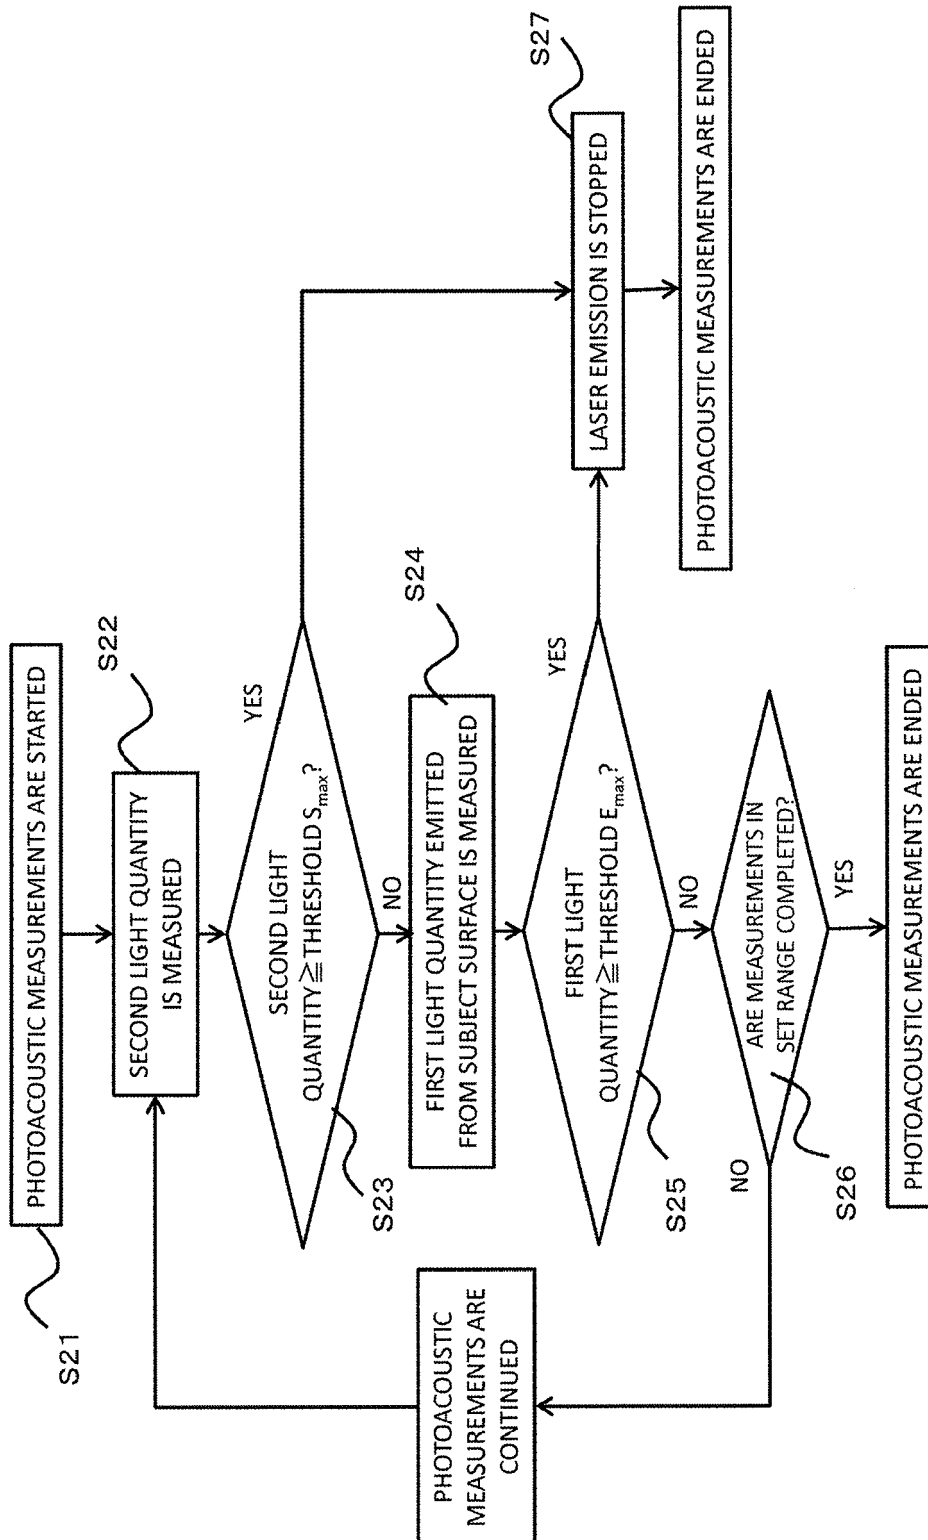 S21
PHOTOACOUSTIC MEASUREMENTS ARE STARTED
S22
SECOND LIGHT QUANTITY
IS MEASURED
S23
SECOND LIGHT
QUANTITY≧THRESHOLD Smax?
YES
NO
S24
FIRST LIGHT QUANTITY EMITTED
FROM SUBJECT SURFACE IS MEASURED
S25
FIRST LIGHT
QUANTITY≧THRESHOLD Emax?
YES
NO
S26
ARE MEASUREMENTS IN
SET RANGE COMPLETED?
NO
YES
PHOTOACOUSTIC
MEASUREMENTS ARE
CONTINUED
PHOTOACOUSTIC MEASUREMENTS ARE ENDED
S27
LASER EMISSION IS STOPPED
PHOTOACOUSTIC MEASUREMENTS ARE ENDED